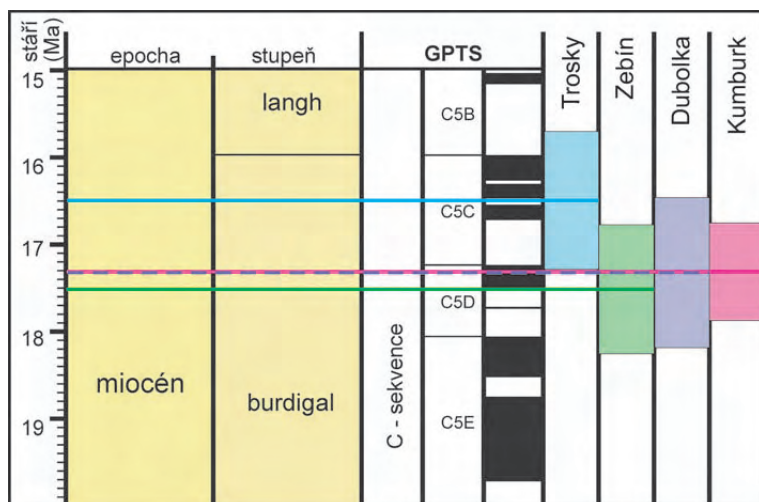 stáří
(Ma)
epocha
stupeň
GPTS
Trosky
Zebín
Dubolka
Kumburk
15
langh
C5B
16
C5C
17
C5D
18
miocén
burdigal
C - sekvence
C5E
19